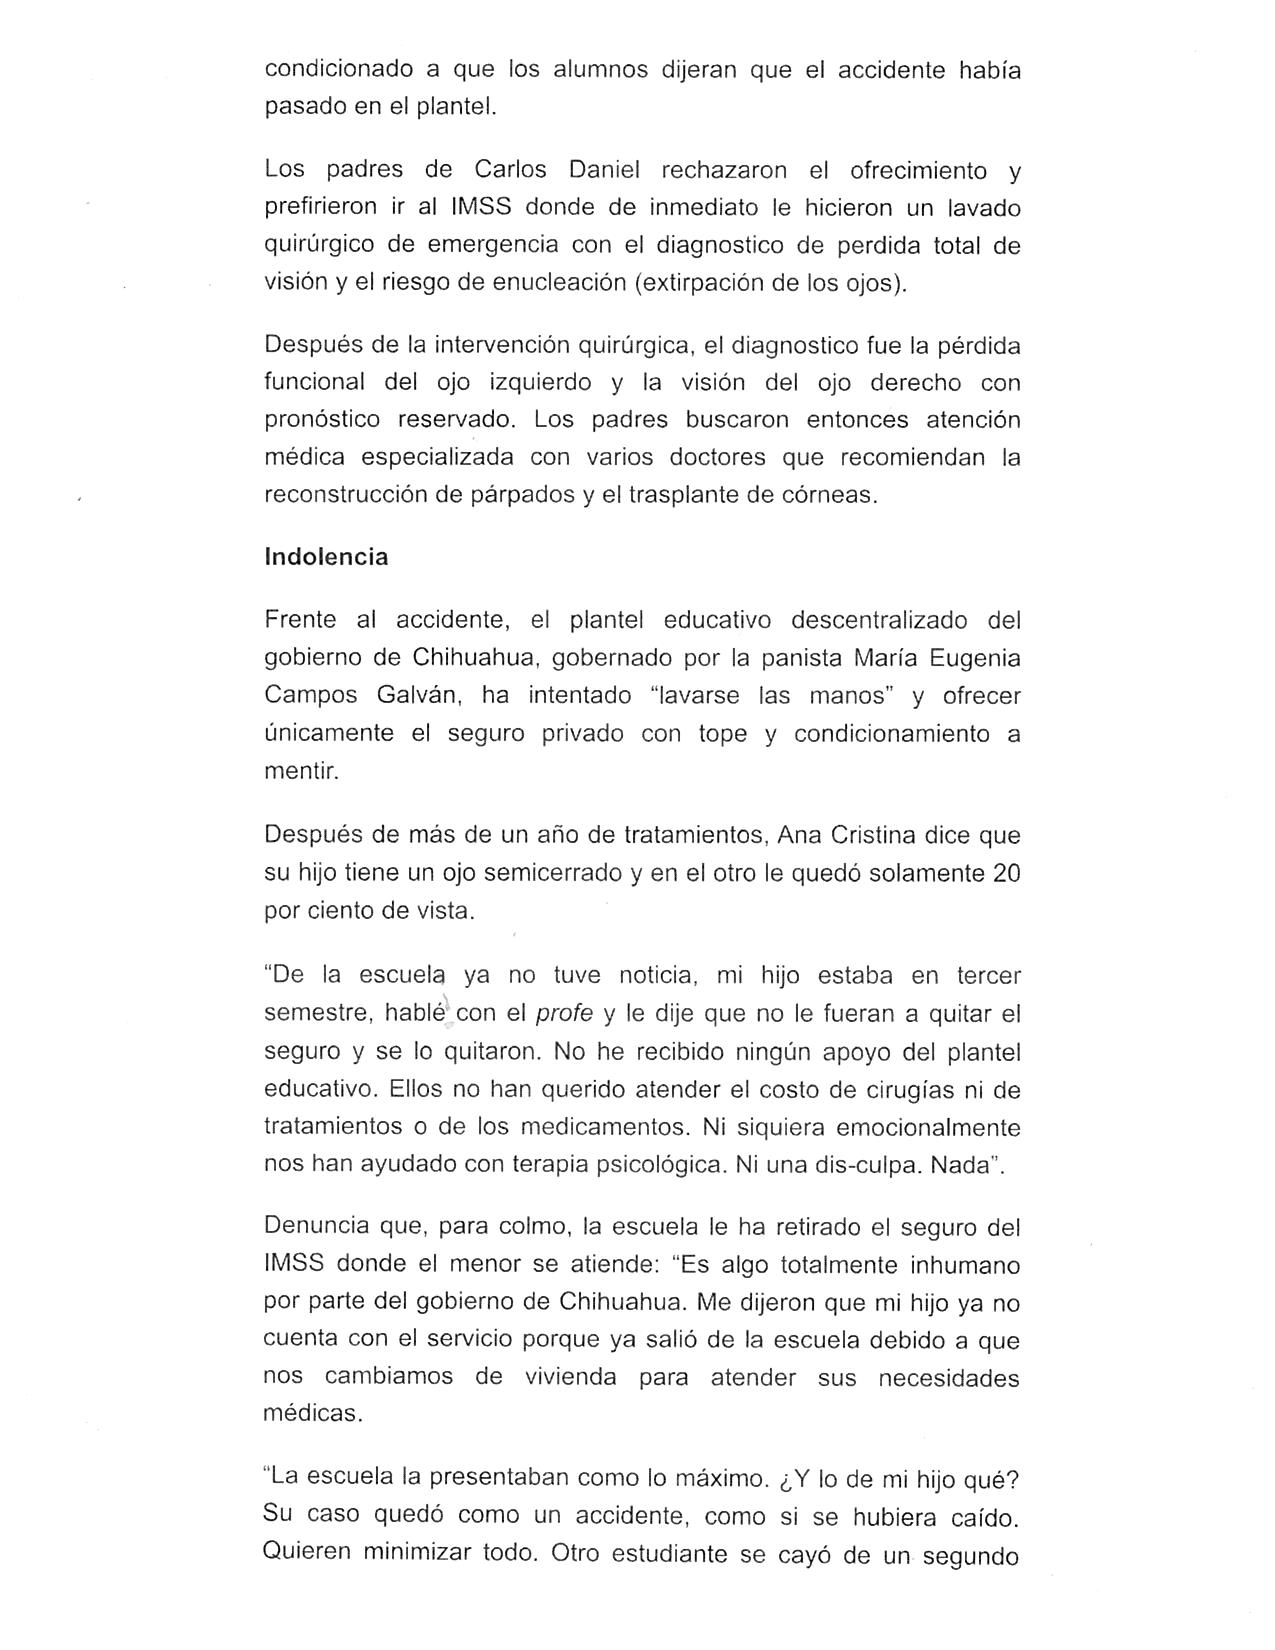 condicionado a que los alumnos dijeran que el accidente había
pasado en el plantel.
Los padres de Carlos Daniel rechazaron el ofrecimiento y
prefirieron ir al IMSS donde de inmediato le hicieron un lavado
quirúrgico de emergencia con el diagnostico de perdida total de
visión y el riesgo de enucleación (extirpación de los ojos).
Después de la intervención quirúrgica, el diagnostico fue la pérdida
funcional del ojo izquierdo y la visión del ojo derecho con
pronóstico reservado. Los padres buscaron entonces atención
médica especializada con varios doctores que recomiendan la
reconstrucción de párpados y el trasplante de córneas.
Indolencia
Frente al accidente, el plantel educativo descentralizado del
gobierno de Chihuahua, gobernado por la panista María Eugenia
Campos Galván, ha intentado “lavarse las manos” y ofrecer
únicamente el seguro privado con tope y condicionamiento a
mentir.
Después de más de un año de tratamientos, Ana Cristina dice que
su hijo tiene un ojo semicerrado y en el otro le quedó solamente 20
por ciento de vista.
“De la escuela ya no tuve noticia, mi hijo estaba en tercer
semestre, hablé con el profe y le dije que no le fueran a quitar el
seguro y se lo quitaron. No he recibido ningún apoyo del plantel
educativo. Ellos no han querido atender el costo de cirugías ni de
tratamientos o de los medicamentos. Ni siquiera emocionalmente
nos han ayudado con terapia psicológica. Ni una dis-culpa. Nada”.
Denuncia que, para colmo, la escuela le ha retirado el seguro del
IMSS donde el menor se atiende: “Es algo totalmente inhumano
por parte del gobierno de Chihuahua. Me dijeron que mi hijo ya no
cuenta con el servicio porque ya salió de la escuela debido a que
nos cambiamos de vivienda para atender sus necesidades
médicas.
“La escuela la presentaban como lo máximo. ¿Y lo de mi hijo qué?
Su caso quedó como un accidente, como si se hubiera caído.
Quieren minimizar todo. Otro estudiante se cayó de un segundo